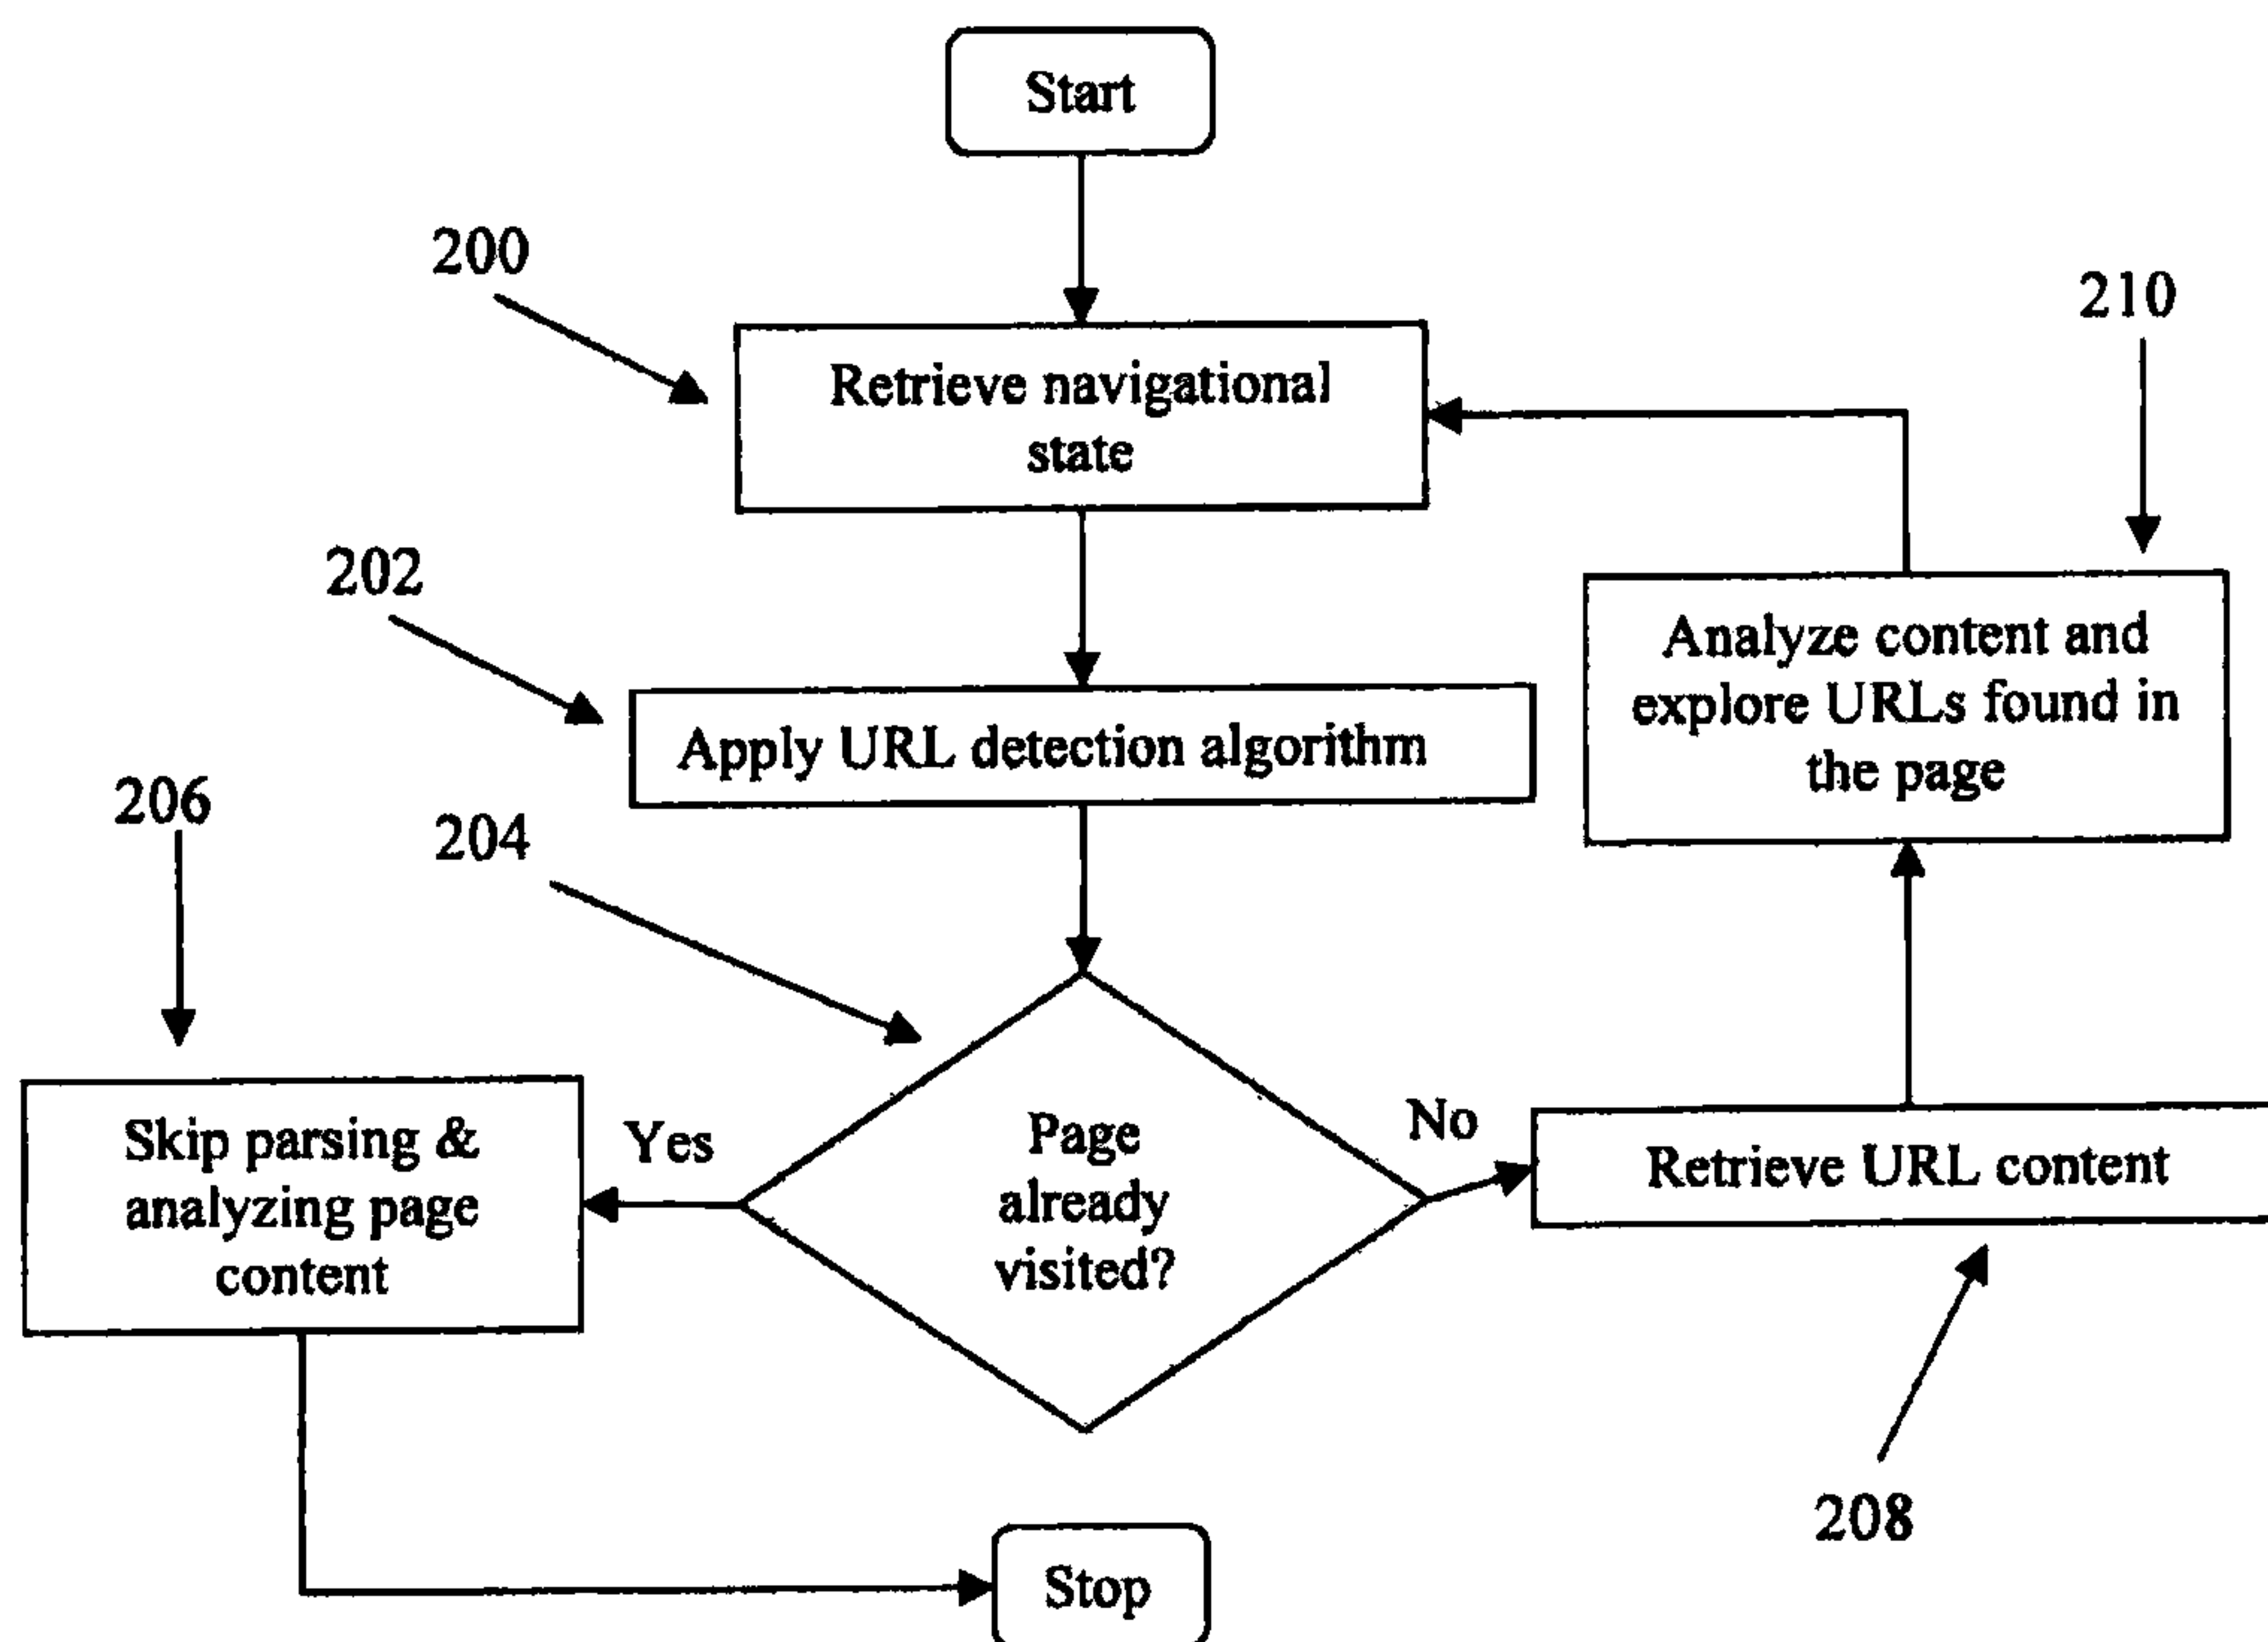 Start
200
Retrieve navigational
state
210
202
Apply URL detection algorithm
Analyze content and
explore URLs found in
the page
206
204
Skip parsing &
analyzing page
content
Yes
Page
already
visited?
No
Retrieve URL content
208
Stop